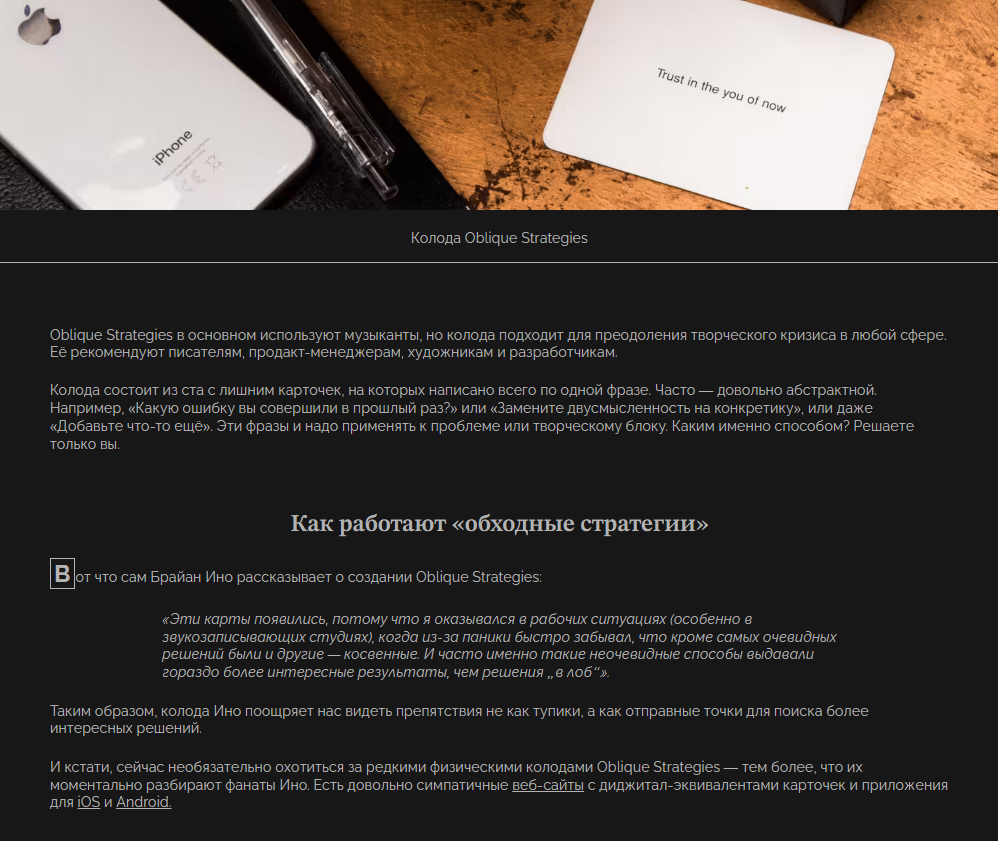 iPhone
Trust in the you of now
Колода Oblique Strategies
Oblique Strategies в основном используют музыканты, но колода подходит для преодоления творческого кризиса в любой сфере.
Её рекомендуют писателям, продакт-менеджерам, художникам и разработчикам.
Колода состоит из ста с лишним карточек, на которых написано всего по одной фразе. Часто — довольно абстрактной.
Например, «Какую ошибку вы совершили в прошлый раз?» или «Замените двусмысленность на конкретику», или даже
«Добавьте что-то ещё». Эти фразы и надо применять к проблеме или творческому блоку. Каким именно способом? Решаете
только вы.
Как работают «обходные стратегии»
Вот что сам Брайан Ино рассказывает о создании Oblique Strategies:
«Эти карты появились, потому что я оказывался в рабочих ситуациях (особенно в
звукозаписывающих студиях), когда из-за паники быстро забывал, что кроме самых очевидных
решений были и другие — косвенные. И часто именно такие неочевидные способы выдавали
гораздо более интересные результаты, чем решения „в лоб“».
Таким образом, колода Ино поощряет нас видеть препятствия не как тупики, а как отправные точки для поиска более
интересных решений.
И кстати, сейчас необязательно охотиться за редкими физическими колодами Oblique Strategies — тем более, что их
моментально разбирают фанаты Ино. Есть довольно симпатичные веб-сайты с диджитал-эквивалентами карточек и приложения
для iOS и Android.